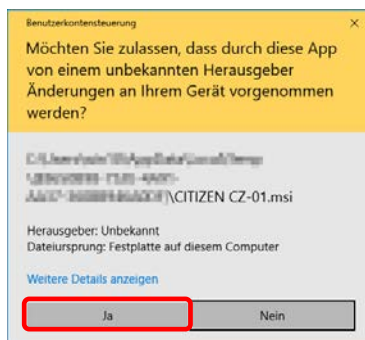 Benutzerkontensteuerung
Möchten Sie zulassen, dass durch diese App
von einem unbekannten Herausgeber
Änderungen an Ihrem Gerät vorgenommen
werden?
\CITIZEN CZ-01.msi
Herausgeber: Unbekannt
Dateiursprung: Festplatte auf diesem Computer
Weitere Details anzeigen
Ja Nein